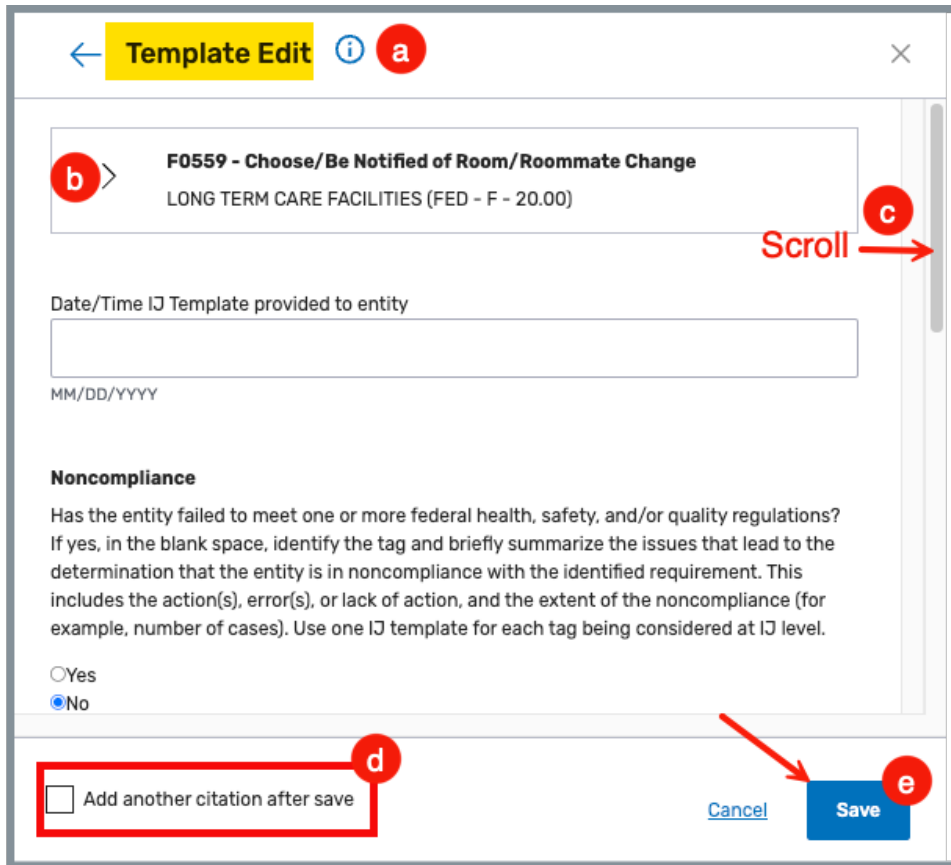 Template Edit a
b F0559 - Choose/Be Notified of Room/Roommate Change
LONG TERM CARE FACILITIES (FED - F - 20.00)
c
Scroll
Date/Time IJ Template provided to entity
MM/DD/YYYY
Noncompliance
Has the entity failed to meet one or more federal health, safety, and/or quality regulations?
If yes, in the blank space, identify the tag and briefly summarize the issues that lead to the
determination that the entity is in noncompliance with the identified requirement. This
includes the action(s), error(s), or lack of action, and the extent of the noncompliance (for
example, number of cases). Use one IJ template for each tag being considered at IJ level.
Yes
No
d
Add another citation after save
Cancel
Save
e